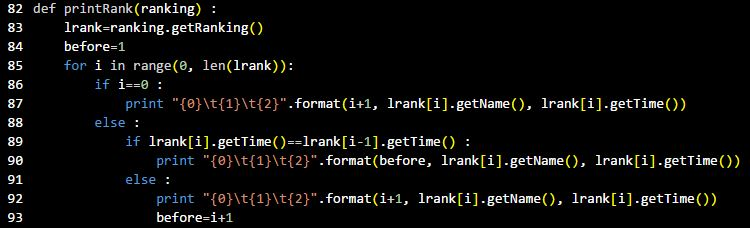 82 def printRank(ranking) :
83     lrank=ranking.getRanking()
84     before=1
85     for i in range(0, len(lrank)):
86         if i==0 :
87             print "{0}\t{1}\t{2}".format(i+1, lrank[i].getName(), lrank[i].getTime())
88         else :
89             if lrank[i].getTime()==lrank[i-1].getTime() :
90                 print "{0}\t{1}\t{2}".format(before, lrank[i].getName(), lrank[i].getTime())
91             else :
92                 print "{0}\t{1}\t{2}".format(i+1, lrank[i].getName(), lrank[i].getTime())
93                 before=i+1